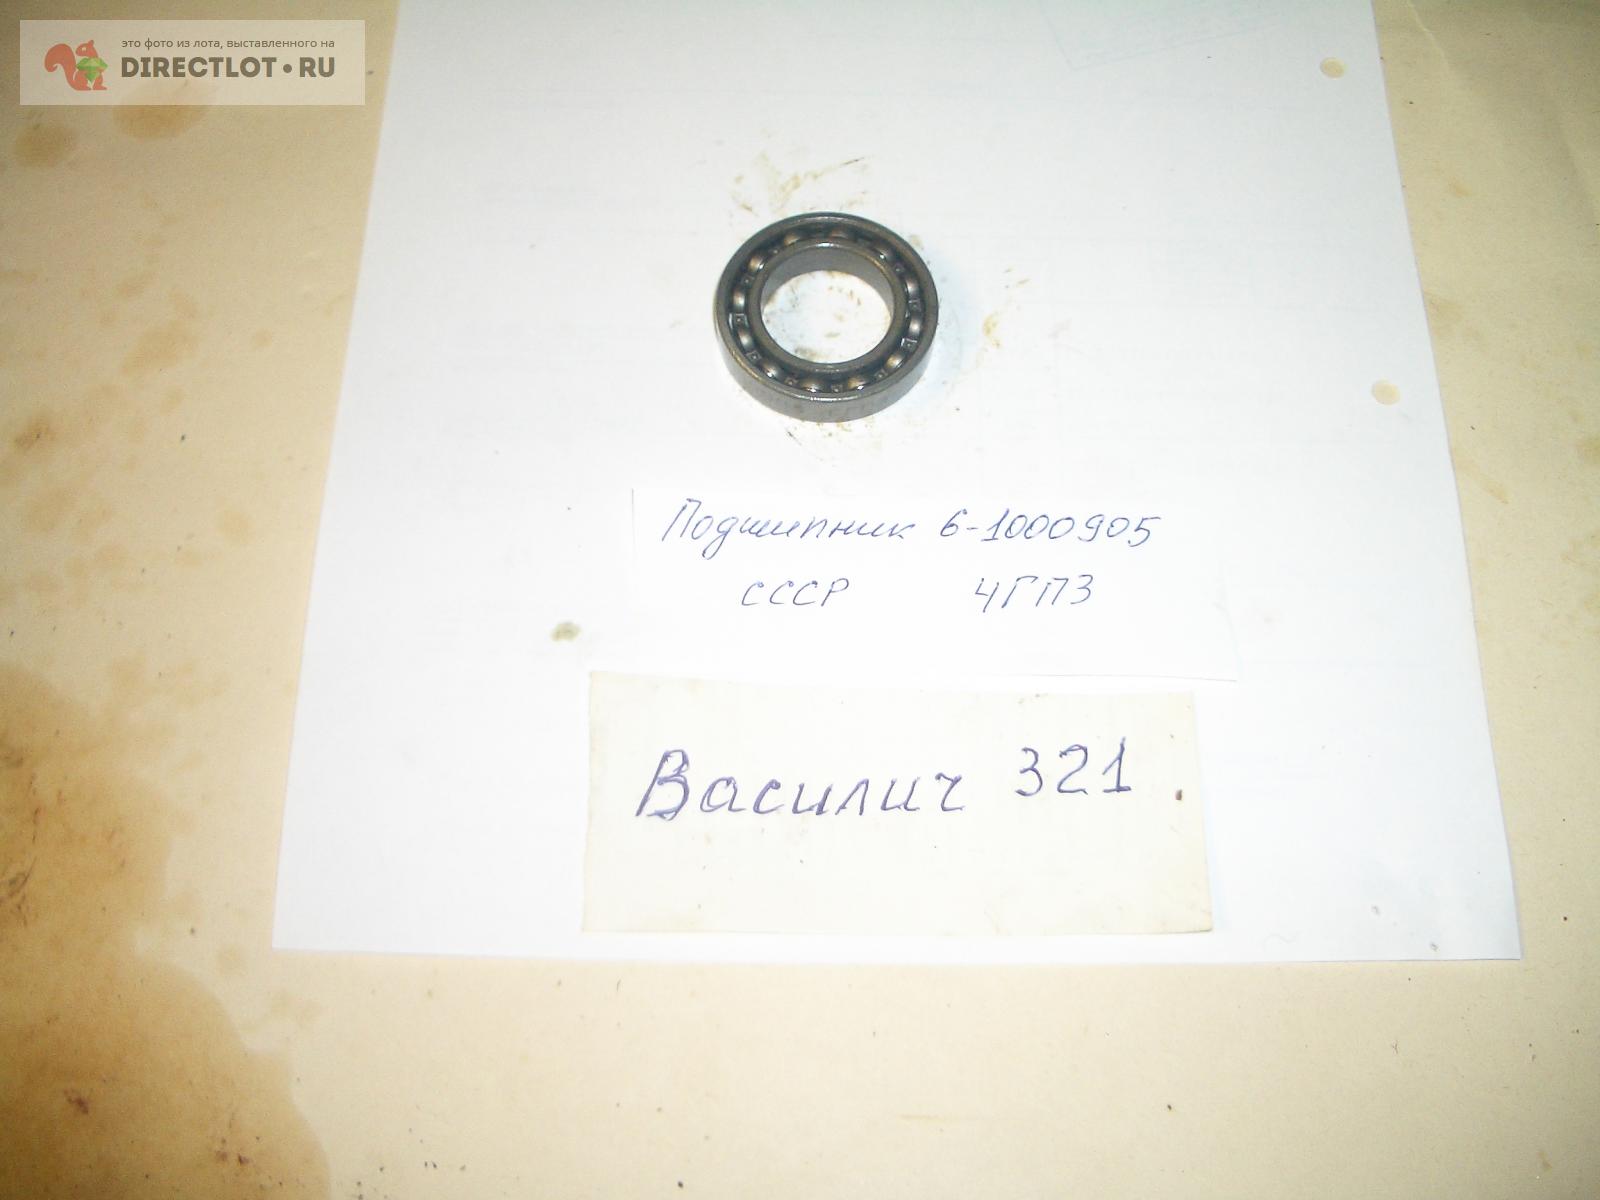 это фото из лота, выставленного на
DIRECTLOT•RU
Подшипник 6-1000905
СССР 4ГПЗ
Василич 321